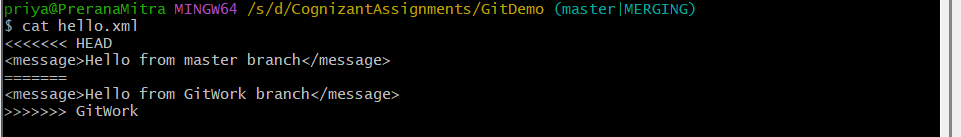 priya@PreranaMitra MINGW64 /s/d/CognizantAssignments/GitDemo (master|MERGING)
$ cat hello.xml
<<<<<<< HEAD
<message>Hello from master branch</message>
=======
<message>Hello from GitWork branch</message>
>>>>>>> GitWork